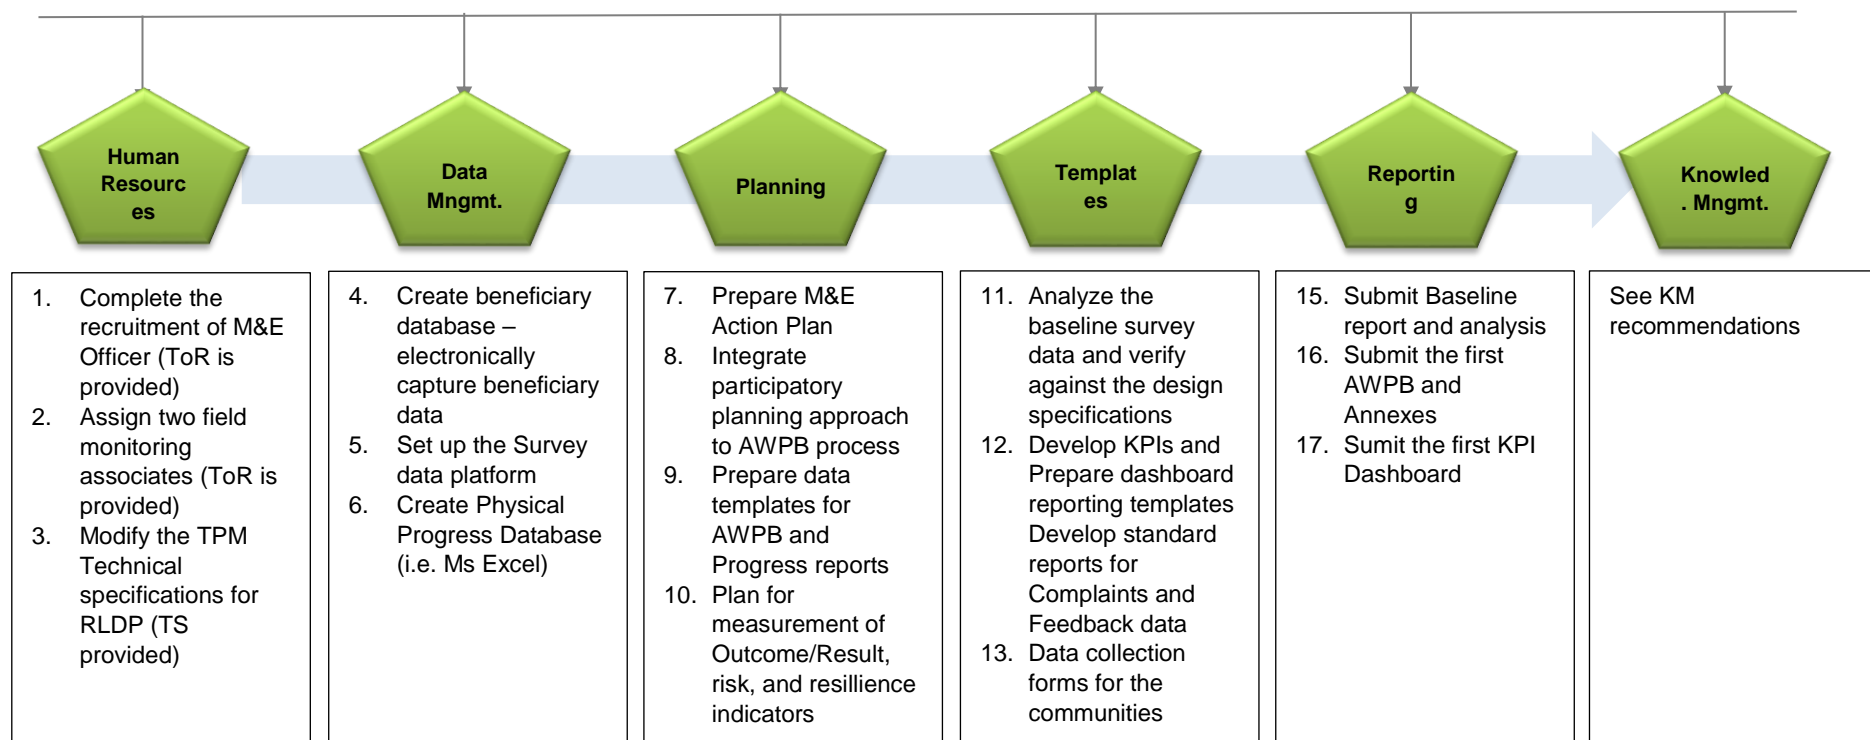 Human
Resourc
es
Data
Mngmt.
Planning
Templat
es
Reportin
g
Knowled
. Mngmt.
1. Complete the
recruitment of M&E
Officer (ToR is
provided)
2. Assign two field
monitoring
associates (ToR is
provided)
3. Modify the TPM
Technical
specifications for
RLDP (TS
provided)
4. Create beneficiary
database –
electronically
capture beneficiary
data
5. Set up the Survey
data platform
6. Create Physical
Progress Database
(i.e. Ms Excel)
7. Prepare M&E
Action Plan
8. Integrate
participatory
planning approach
to AWPB process
9. Prepare data
templates for
AWPB and
Progress reports
10. Plan for
measurement of
Outcome/Result,
risk, and resillience
indicators
11. Analyze the
baseline survey
data and verify
against the design
specifications
12. Develop KPIs and
Prepare dashboard
reporting templates
Develop standard
reports for
Complaints and
Feedback data
13. Data collection
forms for the
communities
15. Submit Baseline
report and analysis
16. Submit the first
AWPB and
Annexes
17. Sumit the first KPI
Dashboard
See KM
recommendations